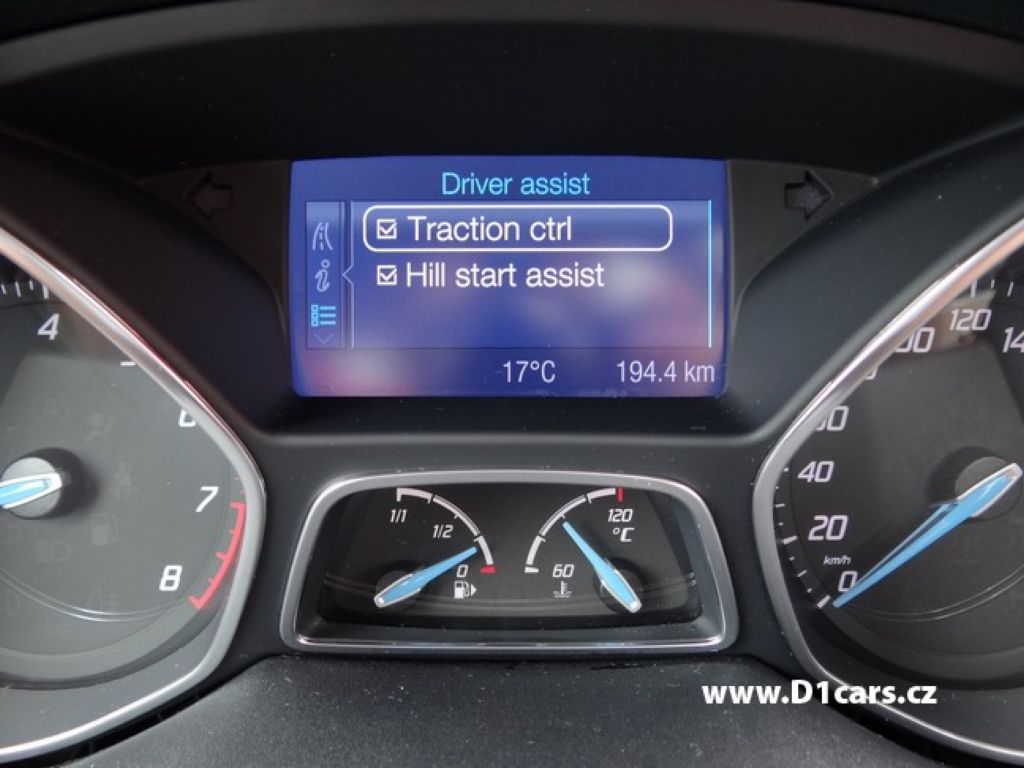 Driver assist
Traction ctrl
Hill start assist
17°C
194.4 km
4
6
7
8
1/1
1/2
0
120
°C
60
120
40
20
km/h
0
www.D1cars.cz